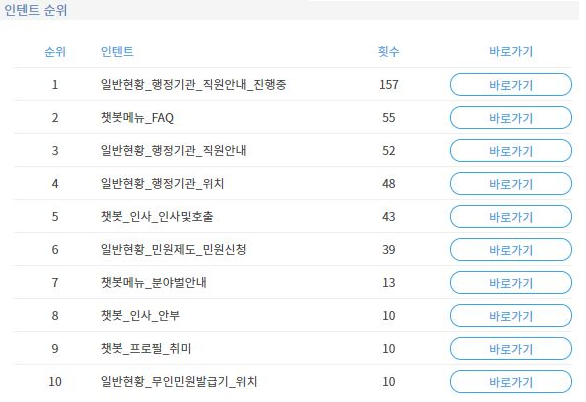 인텐트 순위
순위 인텐트 횟수 바로가기
1 일반현황_행정기관_직원안내_진행중 157 바로가기
2 챗봇메뉴_FAQ 55 바로가기
3 일반현황_행정기관_직원안내 52 바로가기
4 일반현황_행정기관_위치 48 바로가기
5 챗봇_인사_인사및호출 43 바로가기
6 일반현황_민원제도_민원신청 39 바로가기
7 챗봇메뉴_분야별안내 13 바로가기
8 챗봇_인사_안부 10 바로가기
9 챗봇_프로필_취미 10 바로가기
10 일반현황_무인민원발급기_위치 10 바로가기